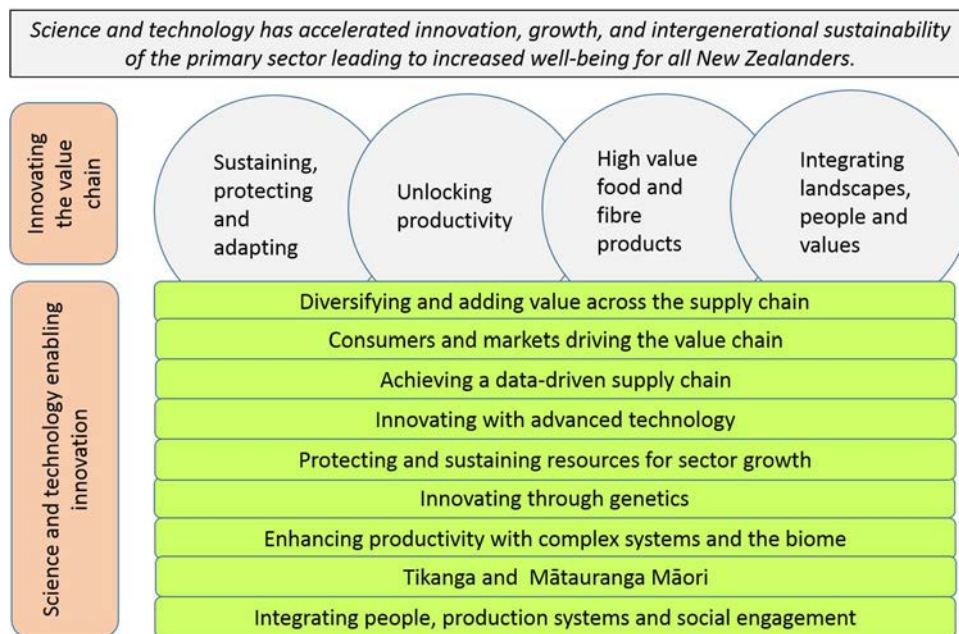 Science and technology has accelerated innovation, growth, and intergenerational sustainability
of the primary sector leading to increased well-being for all New Zealanders.
Innovating
the value
chain
Sustaining,
protecting
and
adapting
Unlocking
productivity
High value
food and
fibre
products
Integrating
landscapes,
people and
values
Science and technology enabling
innovation
Diversifying and adding value across the supply chain
Consumers and markets driving the value chain
Achieving a data-driven supply chain
Innovating with advanced technology
Protecting and sustaining resources for sector growth
Innovating through genetics
Enhancing productivity with complex systems and the biome
Tikanga and Mātauranga Māori
Integrating people, production systems and social engagement